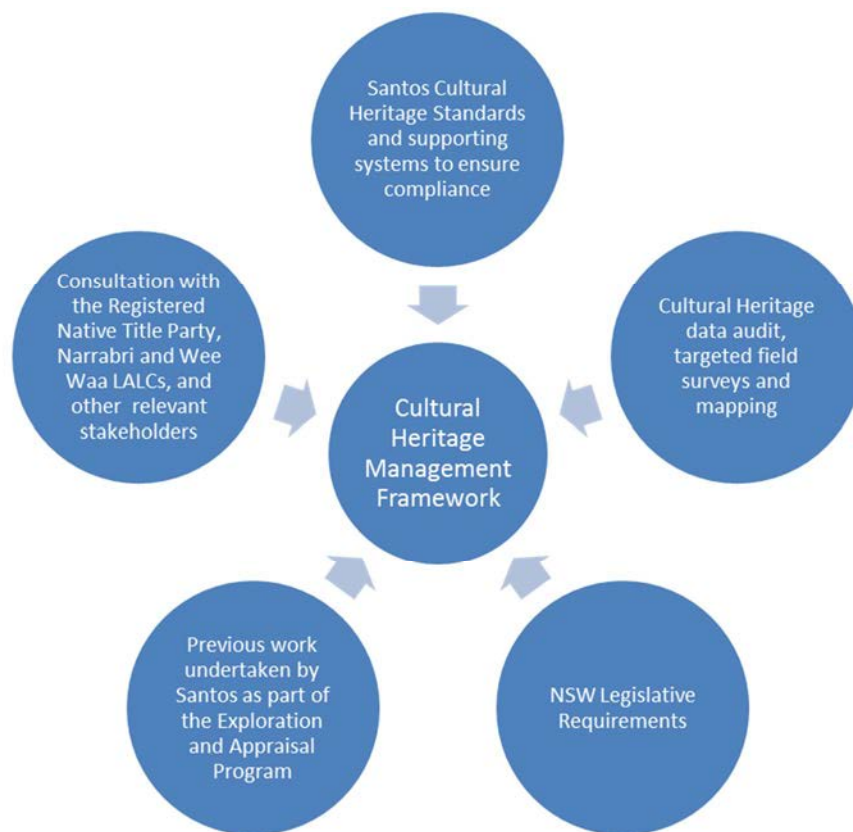 Santos Cultural
Heritage Standards
and supporting
systems to ensure
compliance
Consultation with
the Registered
Native Title Party,
Narrabri and Wee
Waa LALCs, and
other relevant
stakeholders
Cultural Heritage
data audit,
targeted field
surveys and
mapping
Cultural
Heritage
Management
Framework
Previous work
undertaken by
Santos as part of
the Exploration
and Appraisal
Program
NSW Legislative
Requirements